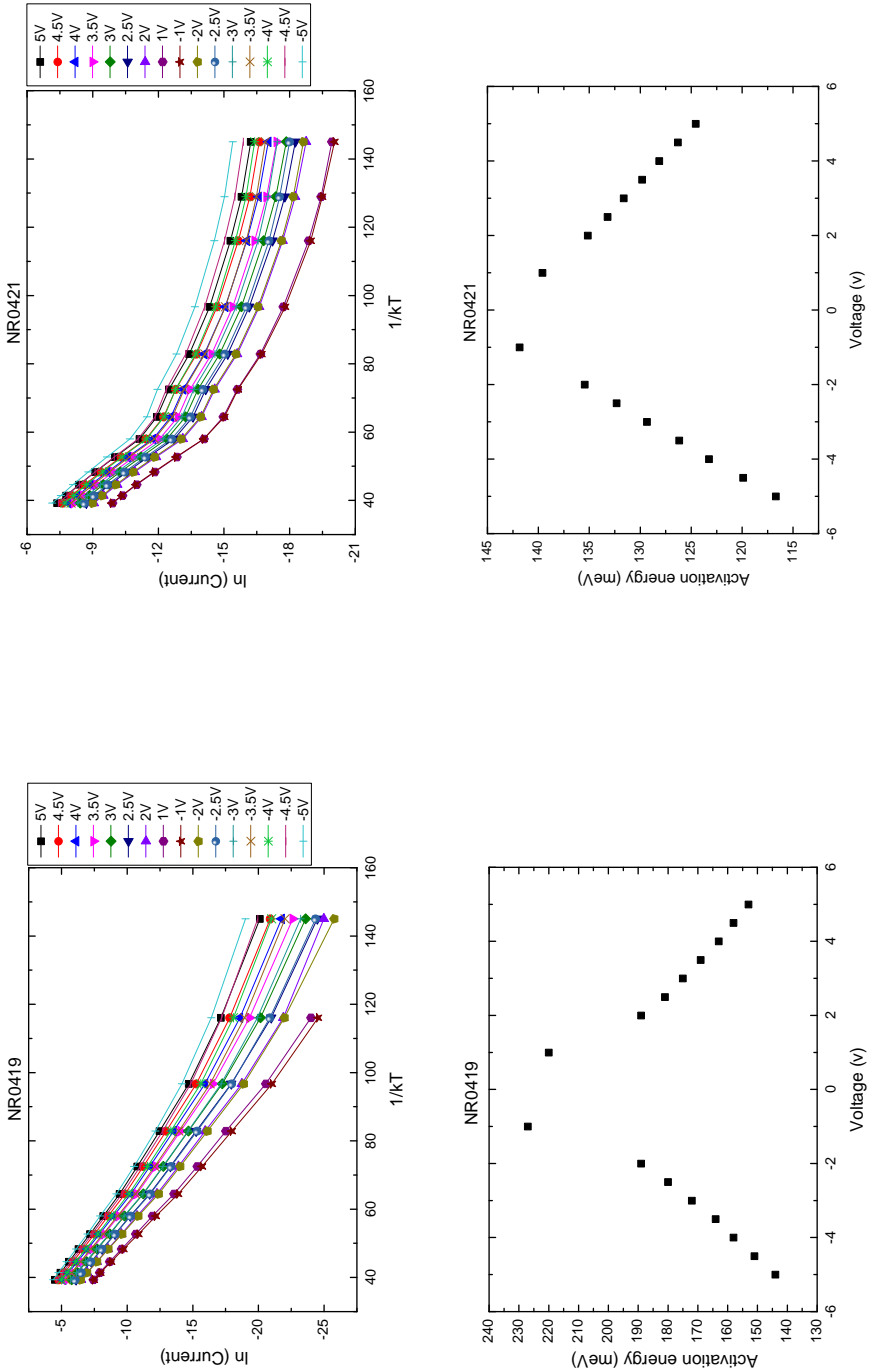 NR0419
ln (Current)
-5
-10
-15
-20
-25
40
60
80
100
120
140
160
1/kT
5V
4.5V
4V
3.5V
3V
2.5V
2V
1V
-1V
-2V
-2.5V
-3V
-3.5V
-4V
-4.5V
-5V
NR0421
ln (Current)
-6
-9
-12
-15
-18
-21
40
60
80
100
120
140
160
1/kT
5V
4.5V
4V
3.5V
3V
2.5V
2V
1V
-1V
-2V
-2.5V
-3V
-3.5V
-4V
-4.5V
-5V
NR0419
Activation energy (meV)
240
230
220
210
200
190
180
170
160
150
140
130
-6
-4
-2
0
2
4
6
Voltage (v)
NR0421
Activation energy (meV)
145
140
135
130
125
120
115
-6
-4
-2
0
2
4
6
Voltage (v)